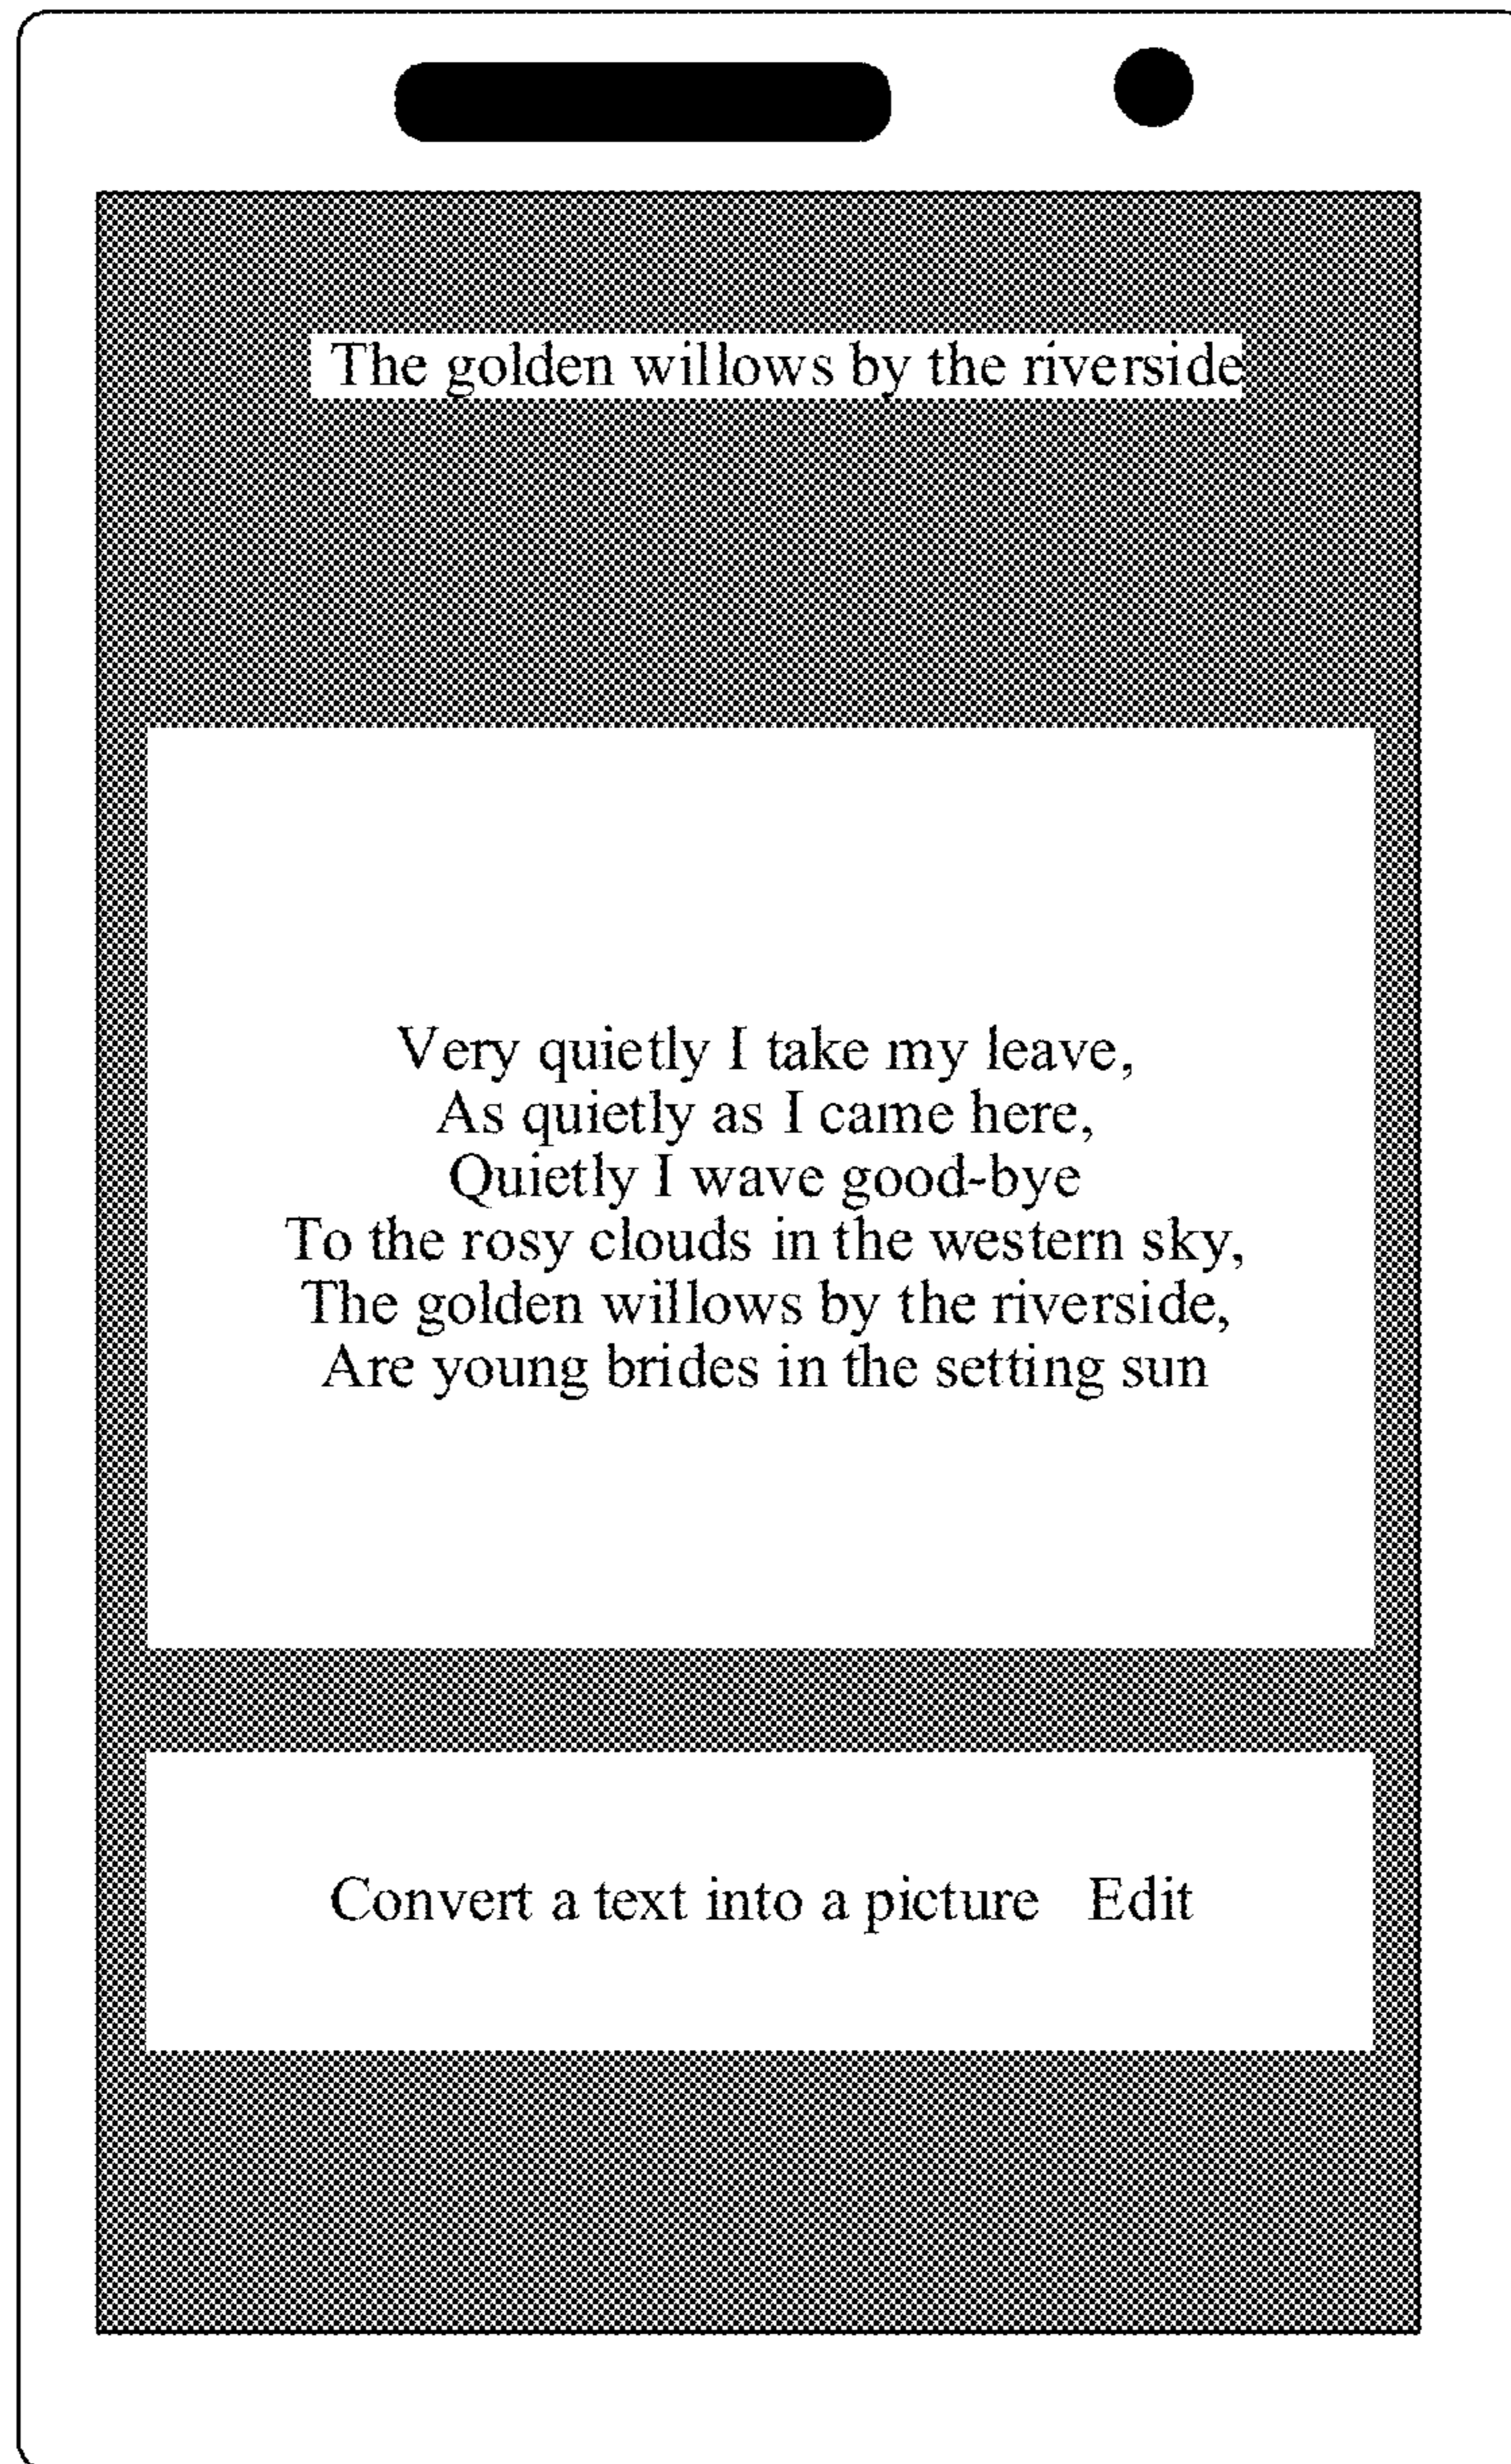 The golden willows by the riverside
Very quietly I take my leave,
As quietly as I came here,
Quietly I wave good-bye
To the rosy clouds in the western sky,
The golden willows by the riverside,
Are young brides in the setting sun
Convert a text into a picture Edit